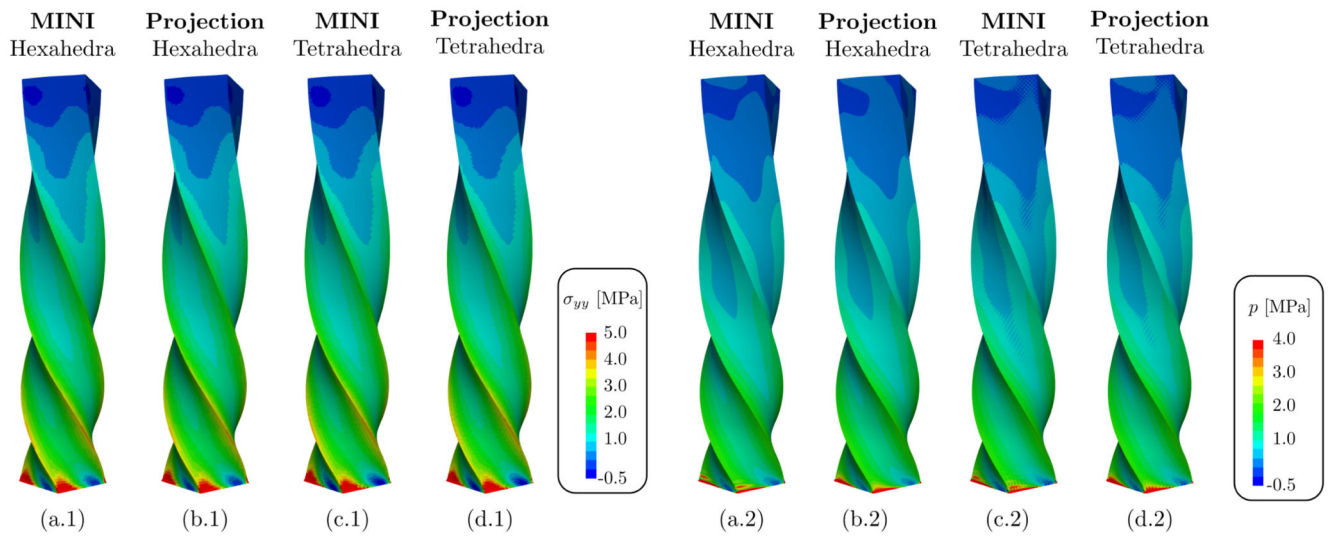 MINI Projection MINI Projection MINI Projection MINI Projection
Hexahedra Hexahedra Tetrahedra Tetrahedra Hexahedra Hexahedra Tetrahedra Tetrahedra
σyy [MPa]
5.0
4.0
3.0
2.0
1.0
-0.5
p [MPa]
4.0
3.0
2.0
1.0
-0.5
(a.1) (b.1) (c.1) (d.1) (a.2) (b.2) (c.2) (d.2)